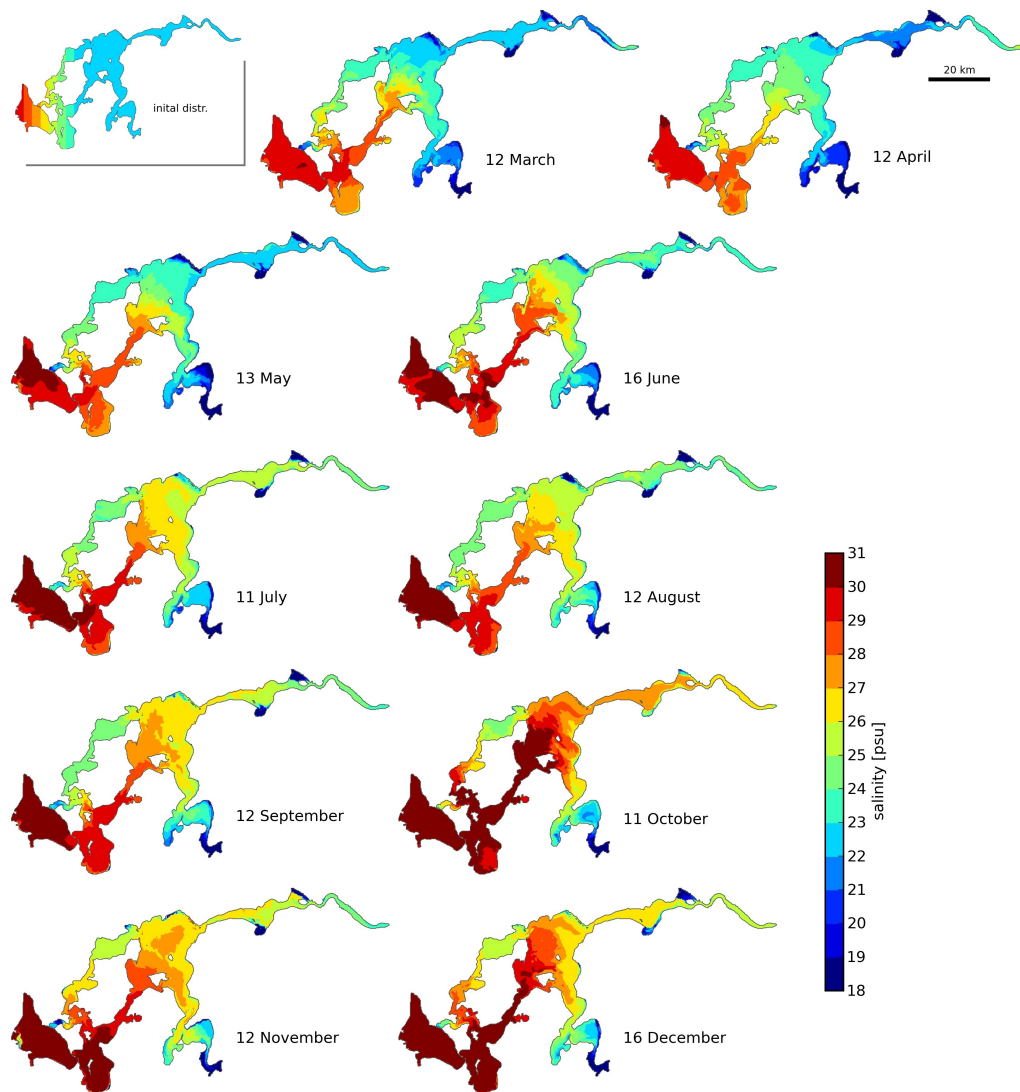 inital distr.
12 March
20 km
12 April
13 May
16 June
11 July
12 August
12 September
11 October
12 November
16 December
31
30
29
28
27
26
25
24
23
22
21
20
19
18
salinity [psu]